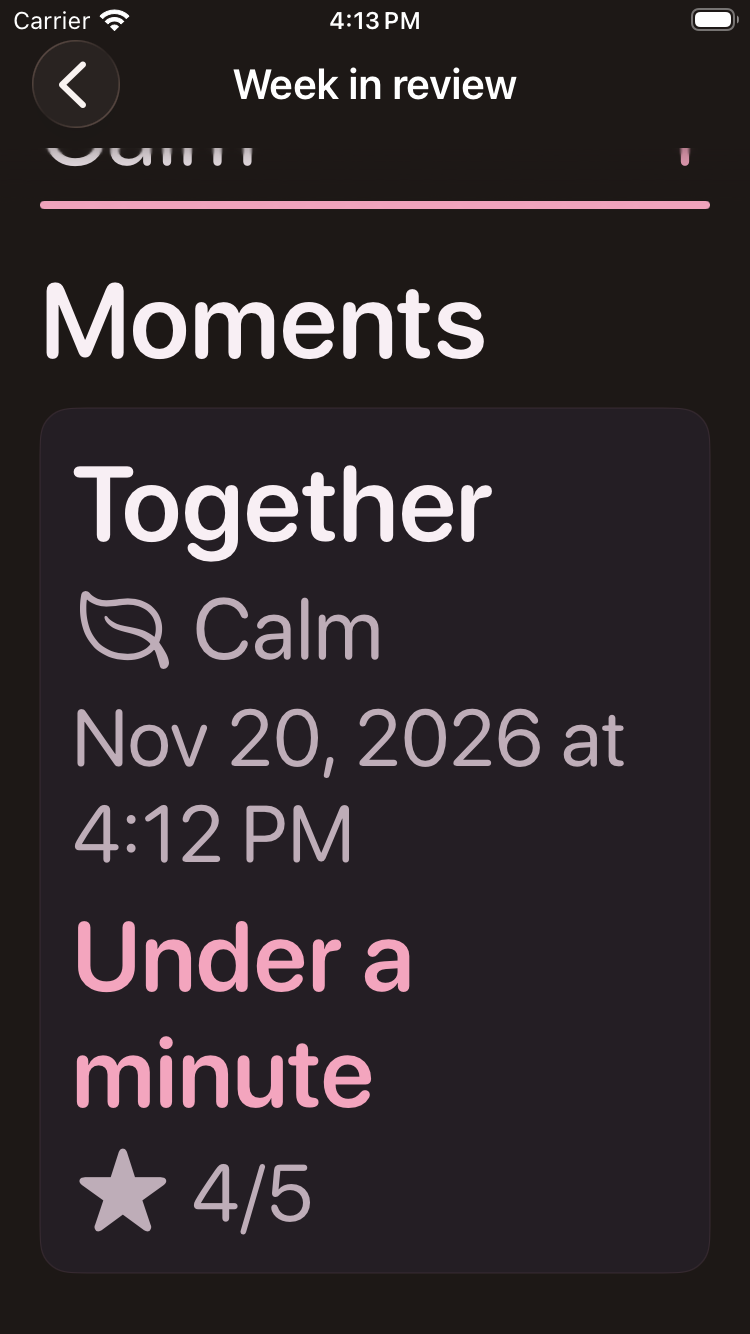 Carrier 4:13 PM
Week in review
Calm
Moments
Together
Calm
Nov 20, 2026 at
4:12 PM
Under a
minute
4/5